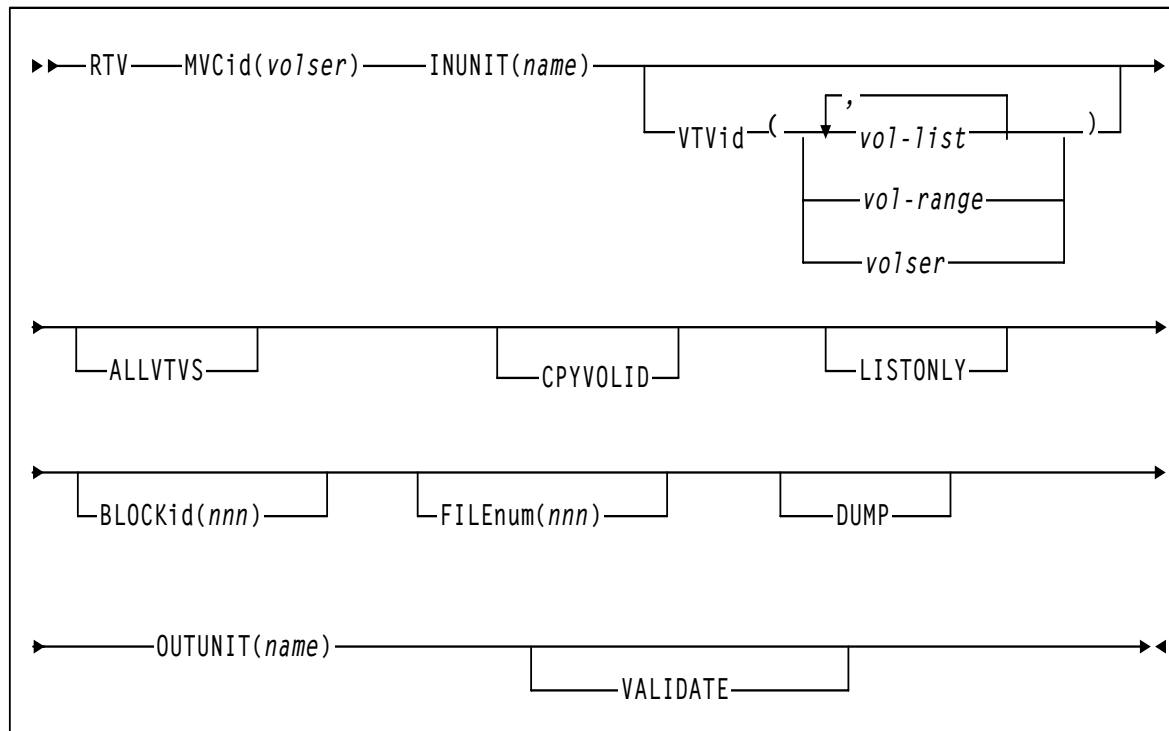 RTV MVCid(volser) INUNIT(name)
,
VTVid ( vol-list )
vol-range
volser
ALLVTVS CPYVOLID LISTONLY
BLOCKid(nnn) FILEnum(nnn) DUMP
OUTUNIT(name)
VALIDATE